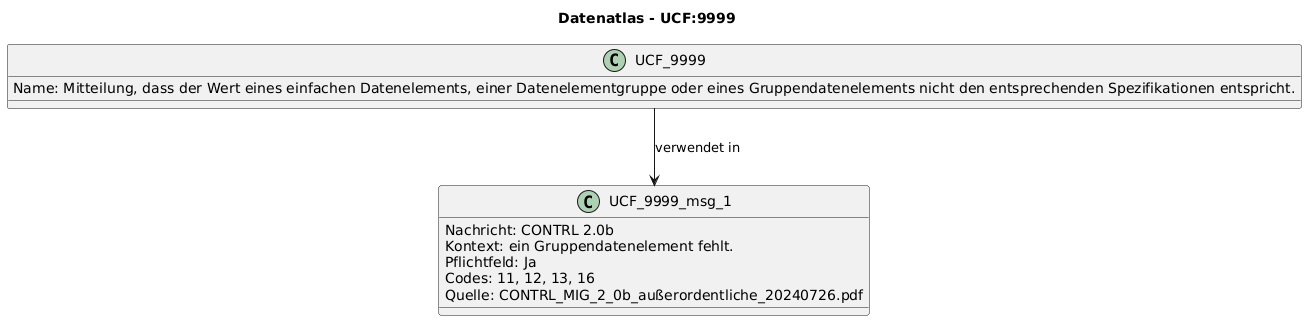 Datenatlas - UCF:9999
C UCF_9999
Name: Mitteilung, dass der Wert eines einfachen Datenelements, einer Datenelementgruppe oder eines Gruppendatenelements nicht den entsprechenden Spezifikationen entspricht.
verwendet in
C UCF_9999_msg_1
Nachricht: CONTRL 2.0b
Kontext: ein Gruppendatenelement fehlt.
Pflichtfeld: Ja
Codes: 11, 12, 13, 16
Quelle: CONTRL_MIG_2_0b_außerordentliche_20240726.pdf